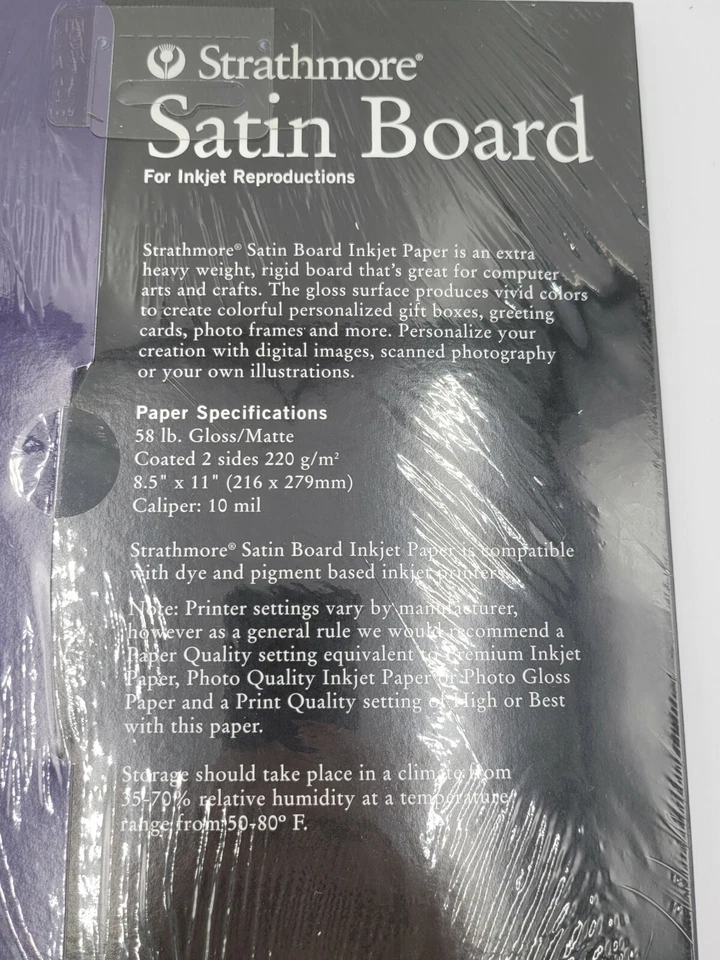 Strathmore®
Satin Board
For Inkjet Reproductions
Strathmore® Satin Board Inkjet Paper is an extra
heavy weight, rigid board that's great for computer
arts and crafts. The gloss surface produces vivid colors
to create colorful personalized gift boxes, greeting
cards, photo frames and more. Personalize your
creation with digital images, scanned photography
or your own illustrations.
Paper Specifications
58 lb. Gloss/Matte
Coated 2 sides 220 g/m²
8.5" x 11" (216 x 279mm)
Caliper: 10 mil
Strathmore® Satin Board Inkjet Paper is compatible
with dye and pigment based inkjet printers.
Note: Printer settings vary by manufacturer,
however as a general rule we would recommend a
Paper Quality setting equivalent to Premium Inkjet
Paper, Photo Quality Inkjet Paper or Photo Gloss
Paper and a Print Quality setting of High or Best
with this paper.
Storage should take place in a climate from
35-70% relative humidity at a temperature
range from 50-80º F.